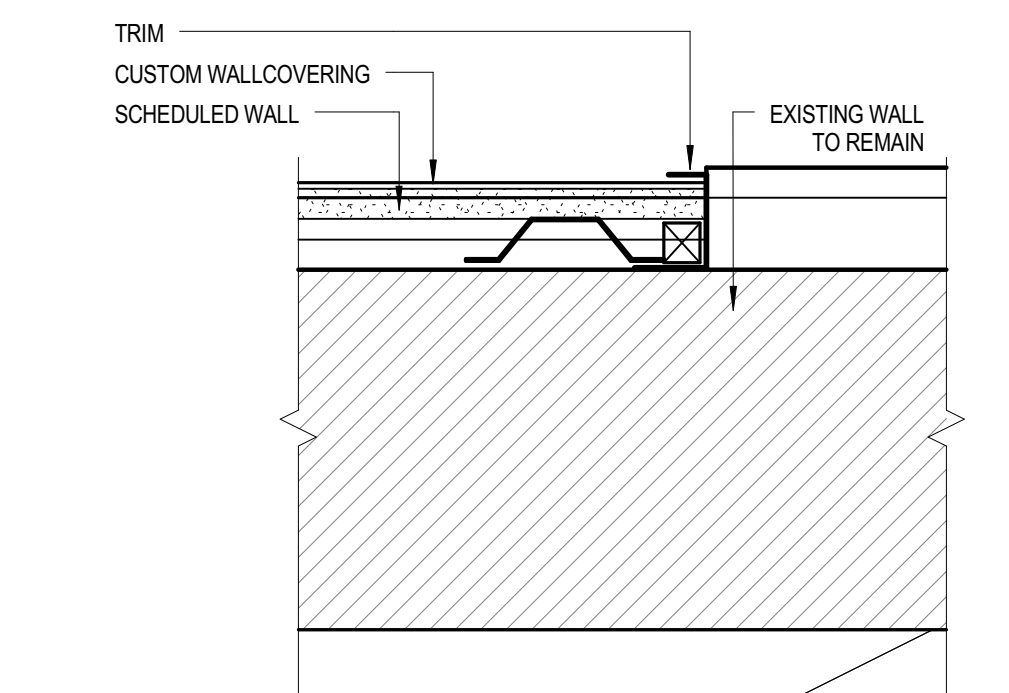 TRIM
CUSTOM WALLCOVERING
SCHEDULED WALL
EXISTING WALL
TO REMAIN